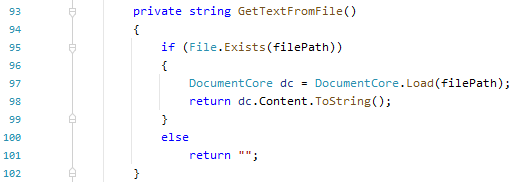 93 private string GetTextFromFile()
94 {
95 if (File.Exists(filePath))
96 {
97 DocumentCore dc = DocumentCore.Load(filePath);
98 return dc.Content.ToString();
99 }
100 else
101 return "";
102 }